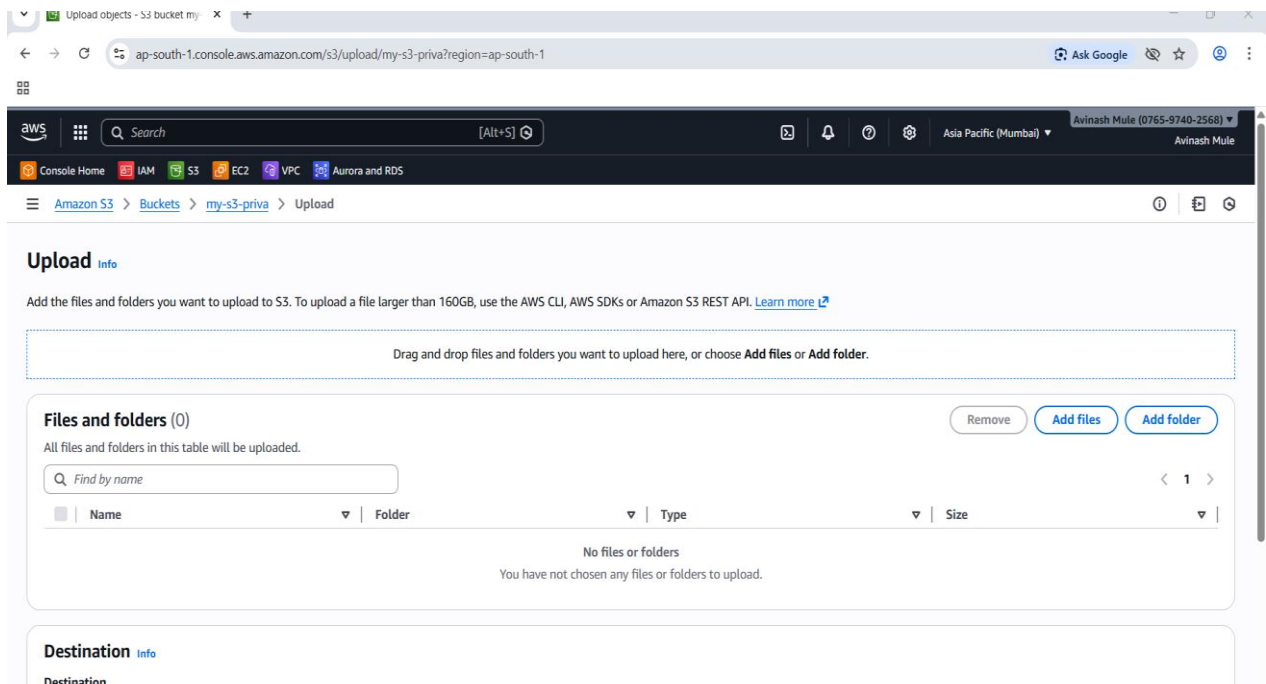 Upload objects - S3 bucket my-
ap-south-1.console.aws.amazon.com/s3/upload/my-s3-priva?region=ap-south-1
Ask Google
aws
Search
[Alt+S]
Asia Pacific (Mumbai) ▼
Avinash Mule (0765-9740-2568) ▼
Avinash Mule
Console Home IAM S3 EC2 VPC Aurora and RDS
Amazon S3 > Buckets > my-s3-priva > Upload
Upload Info
Add the files and folders you want to upload to S3. To upload a file larger than 160GB, use the AWS CLI, AWS SDKs or Amazon S3 REST API. Learn more
Drag and drop files and folders you want to upload here, or choose Add files or Add folder.
Files and folders (0)
Remove Add files Add folder
All files and folders in this table will be uploaded.
Find by name
< 1 >
Name Folder Type Size
No files or folders
You have not chosen any files or folders to upload.
Destination Info
Destination